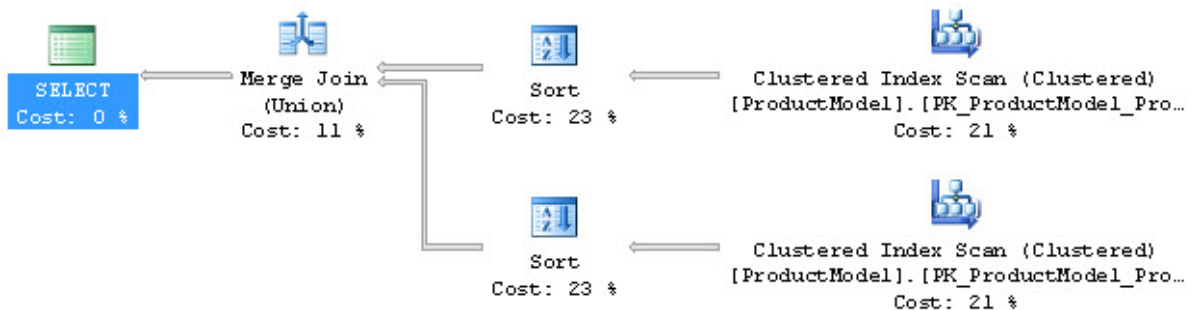 SELECT
Cost: 0 %
Merge Join
(Union)
Cost: 11 %
Sort
Cost: 23 %
Clustered Index Scan (Clustered)
[ProductModel].[PK_ProductModel_Pro…
Cost: 21 %
Sort
Cost: 23 %
Clustered Index Scan (Clustered)
[ProductModel].[PK_ProductModel_Pro…
Cost: 21 %